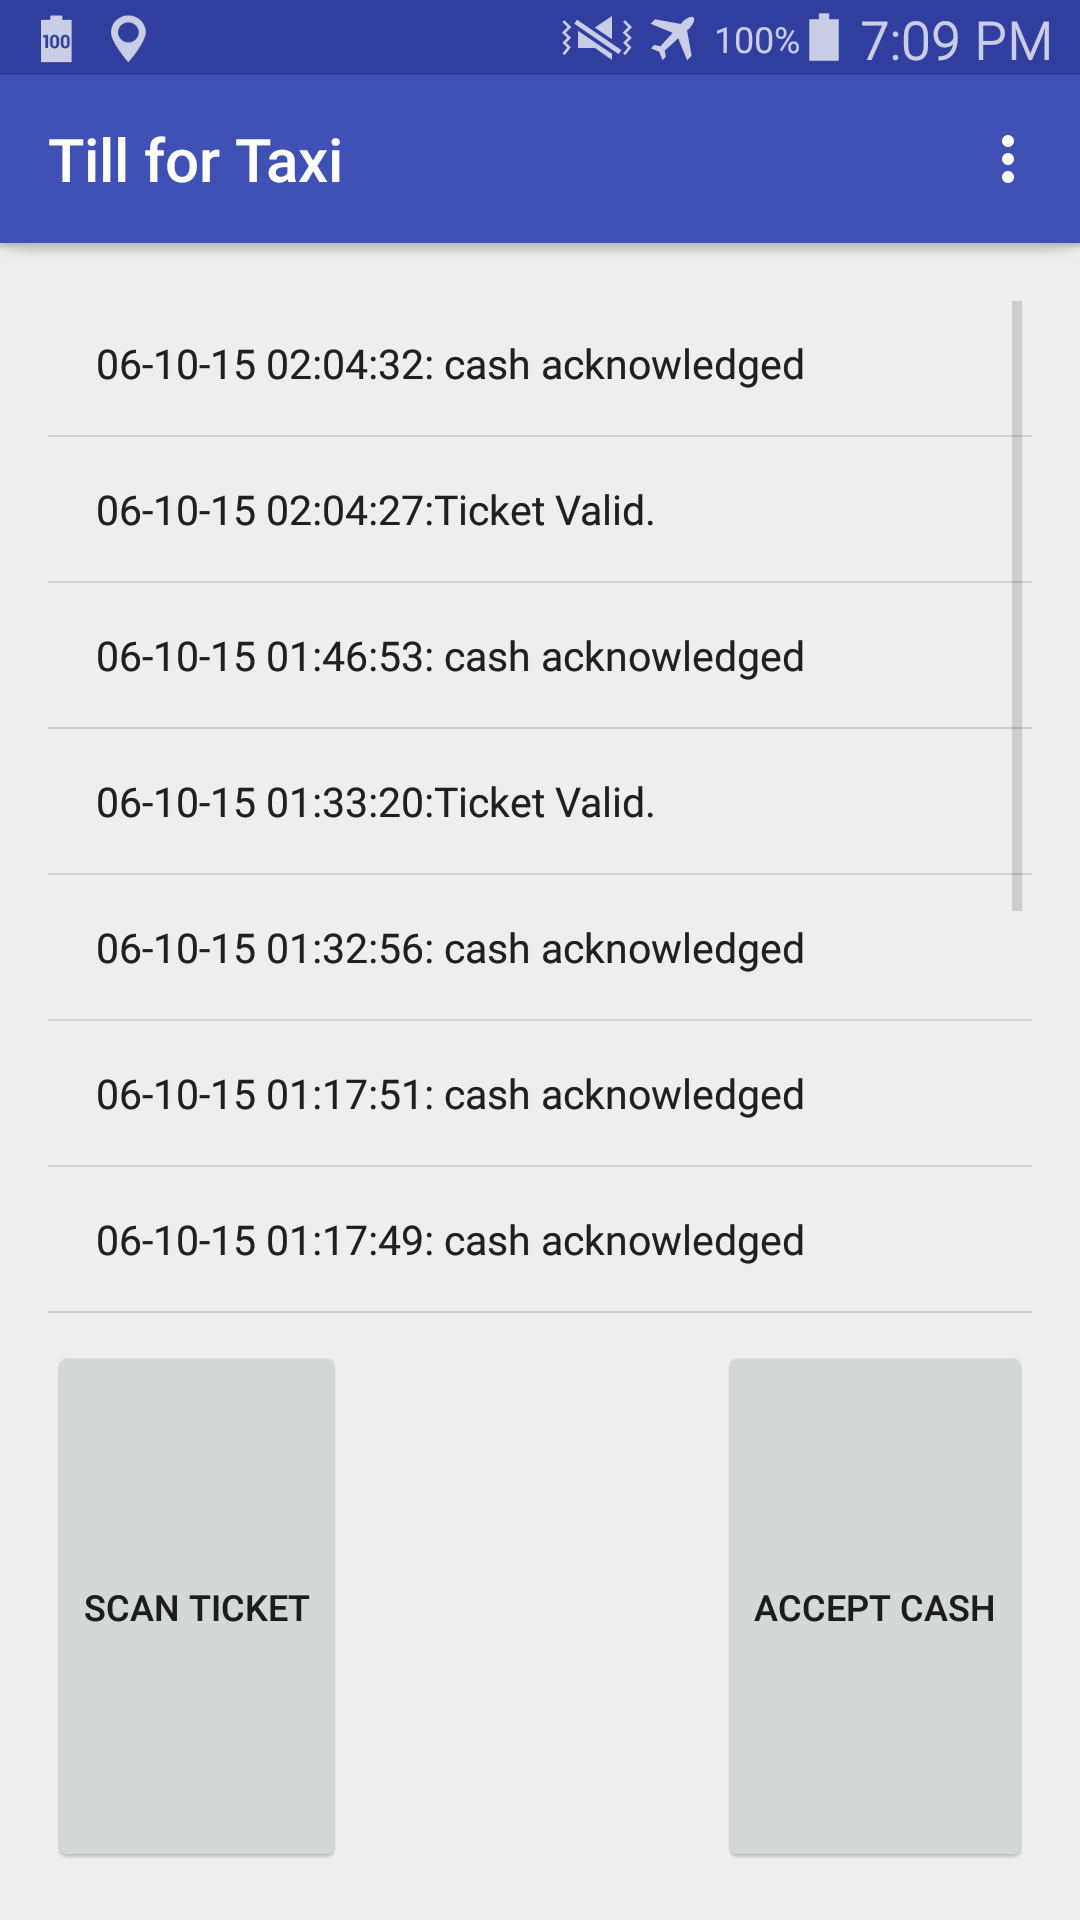 100 100% 7:09 PM
Till for Taxi
06-10-15 02:04:32: cash acknowledged
06-10-15 02:04:27:Ticket Valid.
06-10-15 01:46:53: cash acknowledged
06-10-15 01:33:20:Ticket Valid.
06-10-15 01:32:56: cash acknowledged
06-10-15 01:17:51: cash acknowledged
06-10-15 01:17:49: cash acknowledged
SCAN TICKET ACCEPT CASH